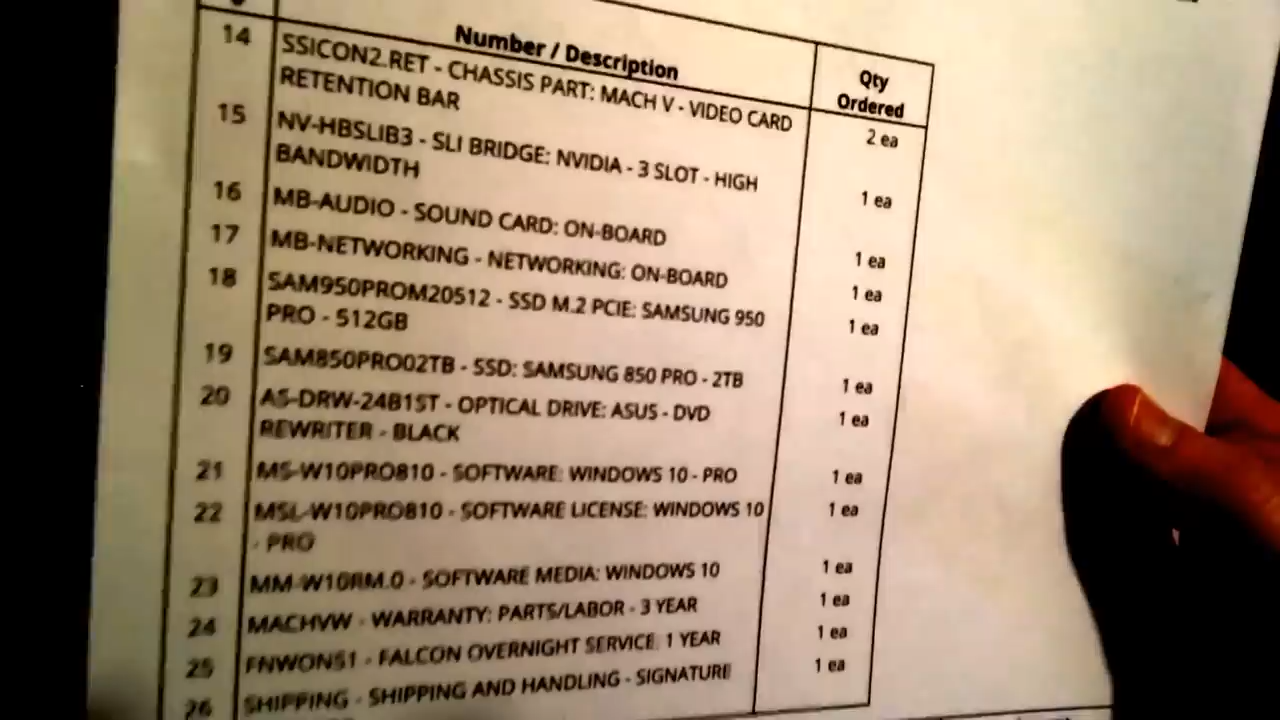 Number / Description Qty Ordered
14 SSICON2.RET - CHASSIS PART: MACH V - VIDEO CARD 2 ea
RETENTION BAR
15 NV-HBSLIB3 - SLI BRIDGE: NVIDIA - 3 SLOT - HIGH 1 ea
BANDWIDTH
16 MB-AUDIO - SOUND CARD: ON-BOARD 1 ea
17 MB-NETWORKING - NETWORKING: ON-BOARD 1 ea
18 SAM950PROM20512 - SSD M.2 PCIE: SAMSUNG 950 1 ea
PRO - 512GB
19 SAM850PRO02TB - SSD: SAMSUNG 850 PRO - 2TB 1 ea
20 AS-DRW-24B1ST - OPTICAL DRIVE: ASUS - DVD 1 ea
REWRITER - BLACK
21 MS-W10PRO810 - SOFTWARE: WINDOWS 10 - PRO 1 ea
22 MSL-W10PRO810 - SOFTWARE LICENSE: WINDOWS 10 1 ea
- PRO
23 MM-W10RM.0 - SOFTWARE MEDIA: WINDOWS 10 1 ea
24 MACHVW - WARRANTY: PARTS/LABOR - 3 YEAR 1 ea
25 FNWONS1 - FALCON OVERNIGHT SERVICE: 1 YEAR 1 ea
26 SHIPPING - SHIPPING AND HANDLING - SIGNATURE 1 ea